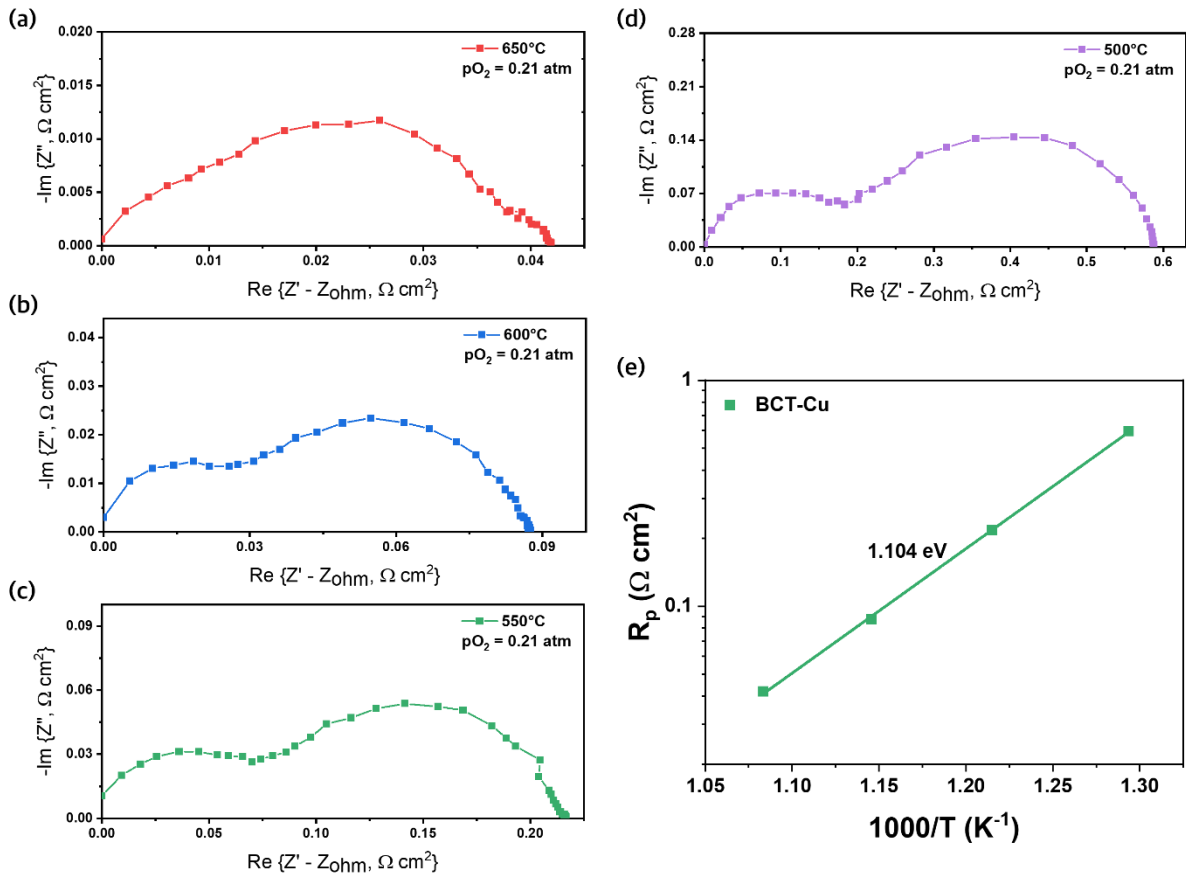 (a)
0.020
0.015
0.010
0.005
0.000
-Im {Z", Ω cm²}
650°C
pO₂ = 0.21 atm
0.00
0.01
0.02
0.03
0.04
Re {Z' - Zohm, Ω cm²}
(b)
0.04
0.03
0.02
0.01
0.00
-Im {Z", Ω cm²}
600°C
pO₂ = 0.21 atm
0.00
0.03
0.06
0.09
Re {Z' - Zohm, Ω cm²}
(c)
0.09
0.06
0.03
0.00
-Im {Z", Ω cm²}
550°C
pO₂ = 0.21 atm
0.00
0.05
0.10
0.15
0.20
Re {Z' - Zohm, Ω cm²}
(d)
0.28
0.21
0.14
0.07
0.00
-Im {Z", Ω cm²}
500°C
pO₂ = 0.21 atm
0.0
0.1
0.2
0.3
0.4
0.5
0.6
Re {Z' - Zohm, Ω cm²}
(e)
1
0.1
Rₚ (Ω cm²)
BCT-Cu
1.104 eV
1.05
1.10
1.15
1.20
1.25
1.30
1000/T (K⁻¹)